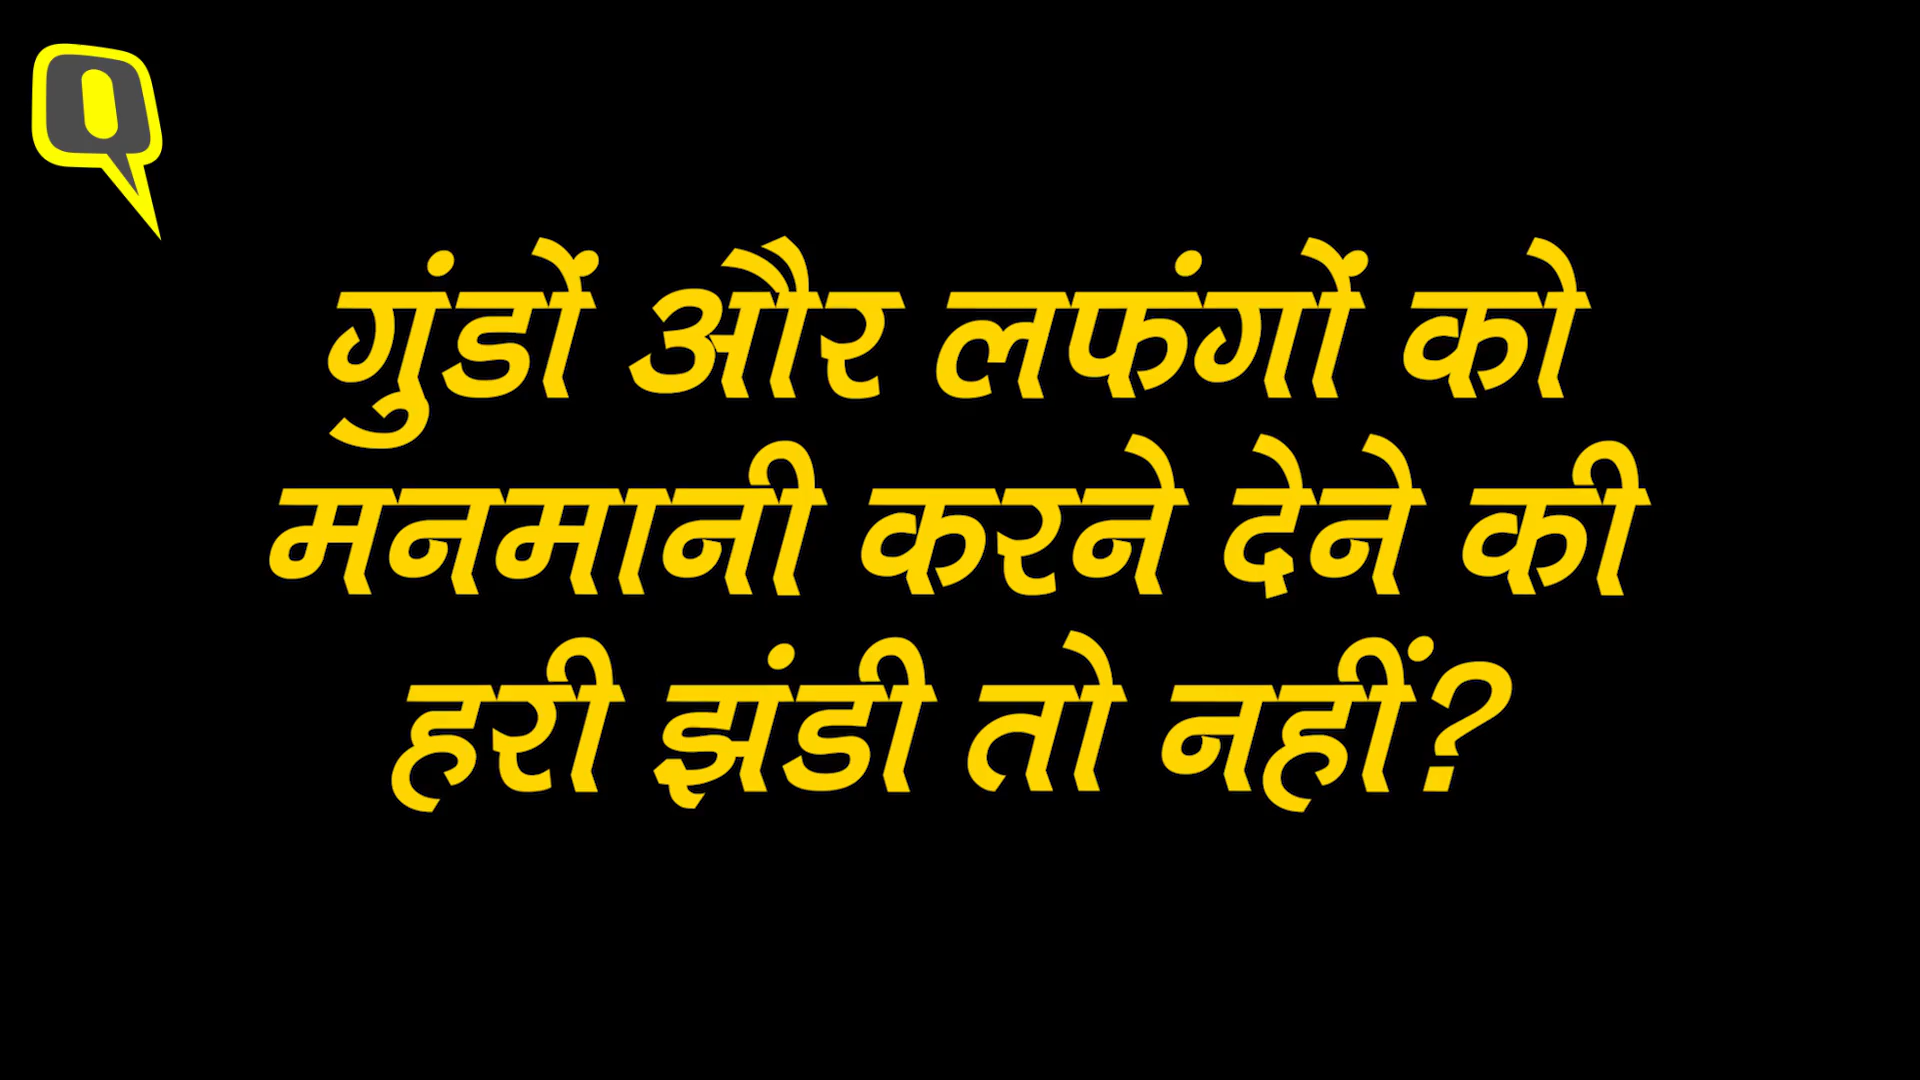 गुंडों और लफंगों को
मनमानी करने देने की
हरी झंडी तो नहीं?